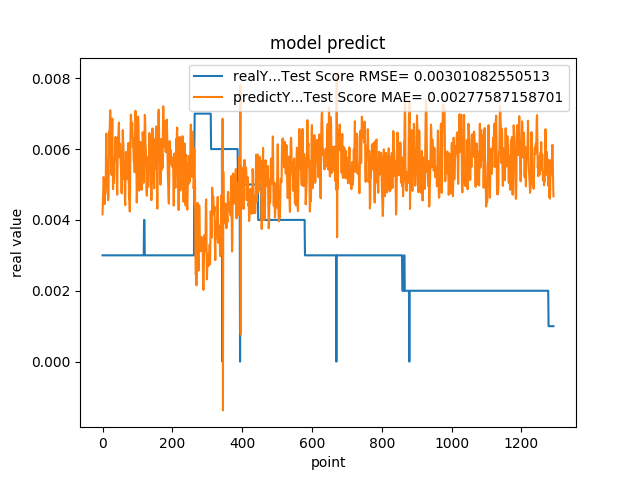 model predict
realY...Test Score RMSE= 0.00301082550513
predictY...Test Score MAE= 0.00277587158701
0.008
0.006
0.004
0.002
0.000
real value
0 200 400 600 800 1000 1200
point